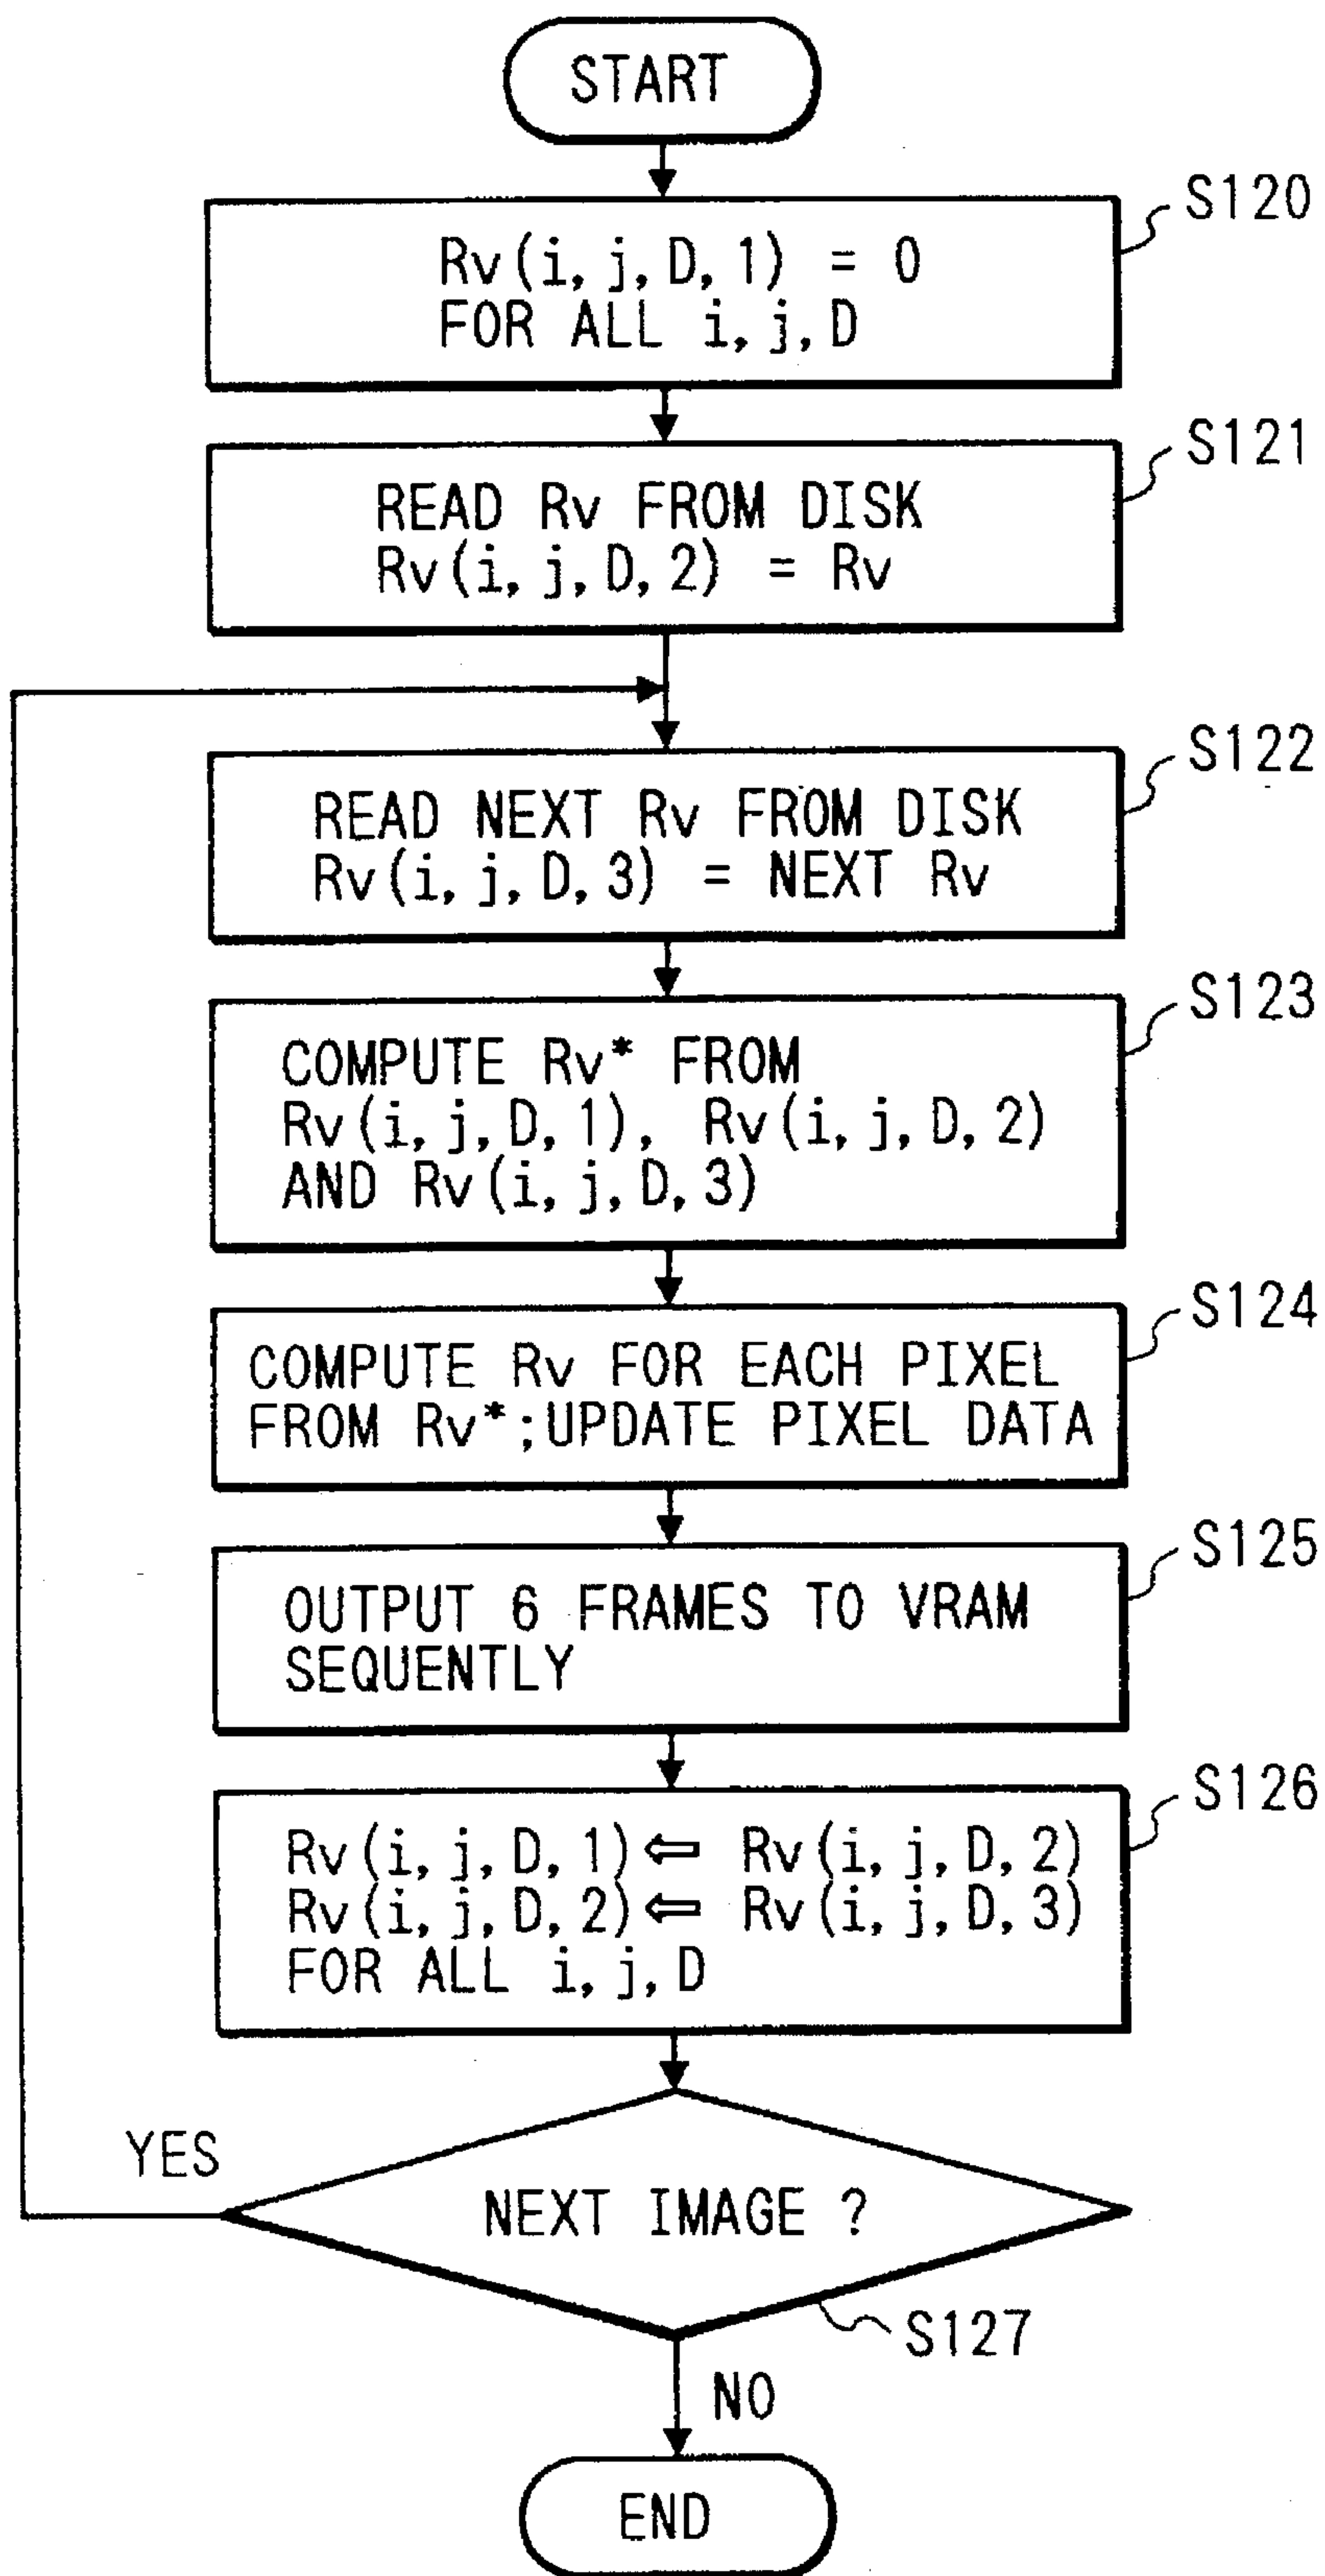 START
S120
Rv(i, j, D, 1) = 0
FOR ALL i, j, D
S121
READ Rv FROM DISK
Rv(i, j, D, 2) = Rv
S122
READ NEXT Rv FROM DISK
Rv(i, j, D, 3) = NEXT Rv
S123
COMPUTE Rv* FROM
Rv(i, j, D, 1), Rv(i, j, D, 2)
AND Rv(i, j, D, 3)
S124
COMPUTE Rv FOR EACH PIXEL
FROM Rv*;UPDATE PIXEL DATA
S125
OUTPUT 6 FRAMES TO VRAM
SEQUENTLY
S126
Rv(i, j, D, 1)⇐ Rv(i, j, D, 2)
Rv(i, j, D, 2)⇐ Rv(i, j, D, 3)
FOR ALL i, j, D
YES
NEXT IMAGE ?
S127
NO
END